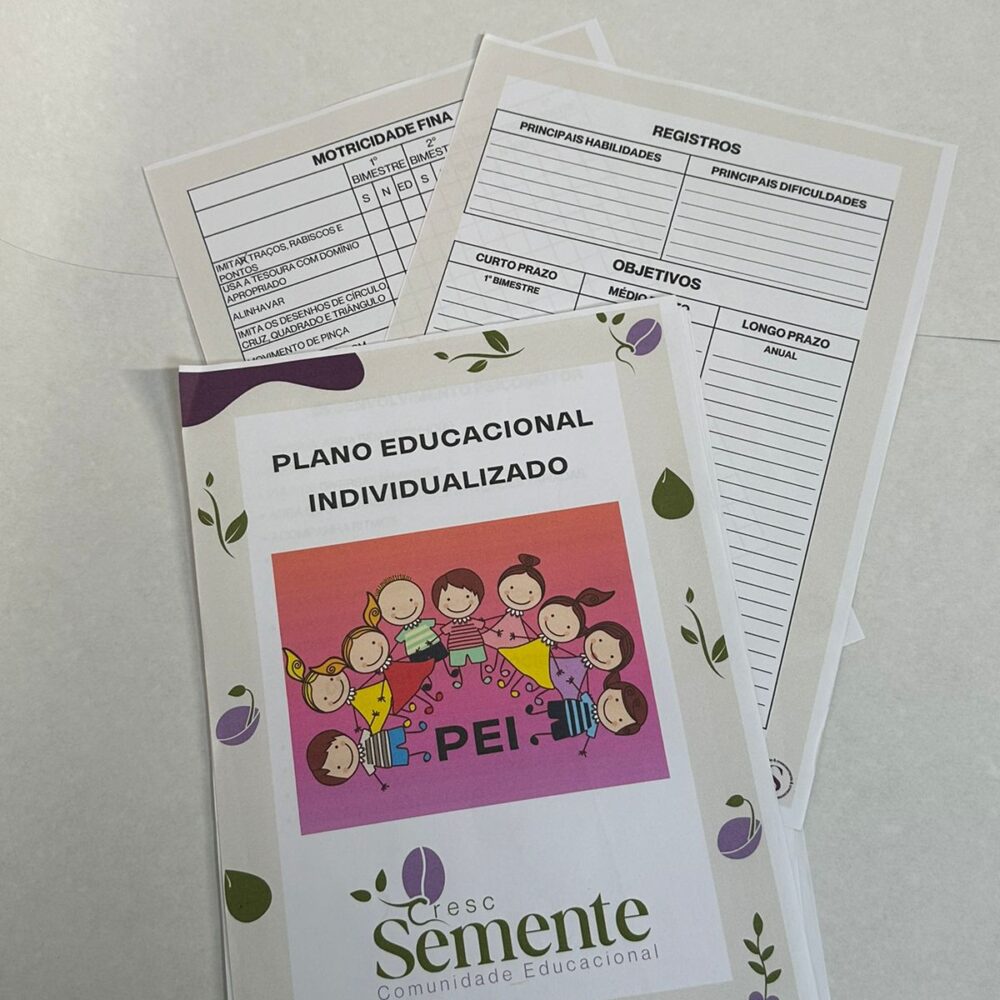 MOTRICIDADE FINA
1º
BIMESTRE
2º
S N ED S
IMITAR TRAÇOS, RABISCOS E
PONTOS
USA A TESOURA COM DOMÍNIO
APROPRIADO
ALINHAVAR
IMITA OS DESENHOS DE CÍRCULO,
CRUZ, QUADRADO E TRIÂNGULO
MOVIMENTO DE PINÇA
REGISTROS
PRINCIPAIS HABILIDADES
PRINCIPAIS DIFICULDADES
OBJETIVOS
CURTO PRAZO
1º BIMESTRE
MÉDIO
LONGO PRAZO
ANUAL
PLANO EDUCACIONAL
INDIVIDUALIZADO
PEI
Cresc
Semente
Comunidade Educacional